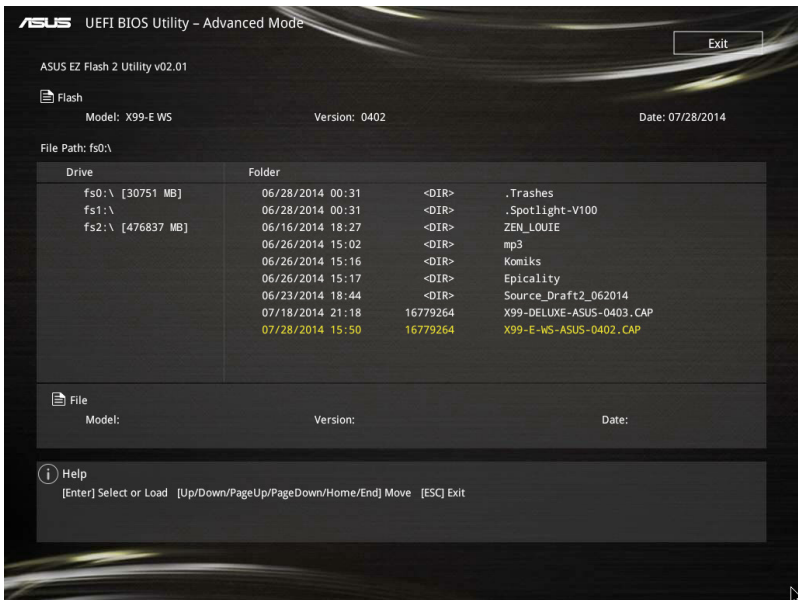 ASUS UEFI BIOS Utility – Advanced Mode
Exit
ASUS EZ Flash 2 Utility v02.01
Flash
Model: X99-E WS Version: 0402 Date: 07/28/2014
File Path: fs0:\
Drive Folder
fs0:\ [30751 MB] 06/28/2014 00:31 <DIR> .Trashes
fs1:\ 06/28/2014 00:31 <DIR> .Spotlight-V100
fs2:\ [476837 MB] 06/16/2014 18:27 <DIR> ZEN_LOUIE
06/26/2014 15:02 <DIR> mp3
06/26/2014 15:16 <DIR> Komiks
06/26/2014 15:17 <DIR> Epicality
06/23/2014 18:44 <DIR> Source_Draft2_062014
07/18/2014 21:18 16779264 X99-DELUXE-ASUS-0403.CAP
07/28/2014 15:50 16779264 X99-E-WS-ASUS-0402.CAP
File
Model: Version: Date:
Help
[Enter] Select or Load [Up/Down/PageUp/PageDown/Home/End] Move [ESC] Exit